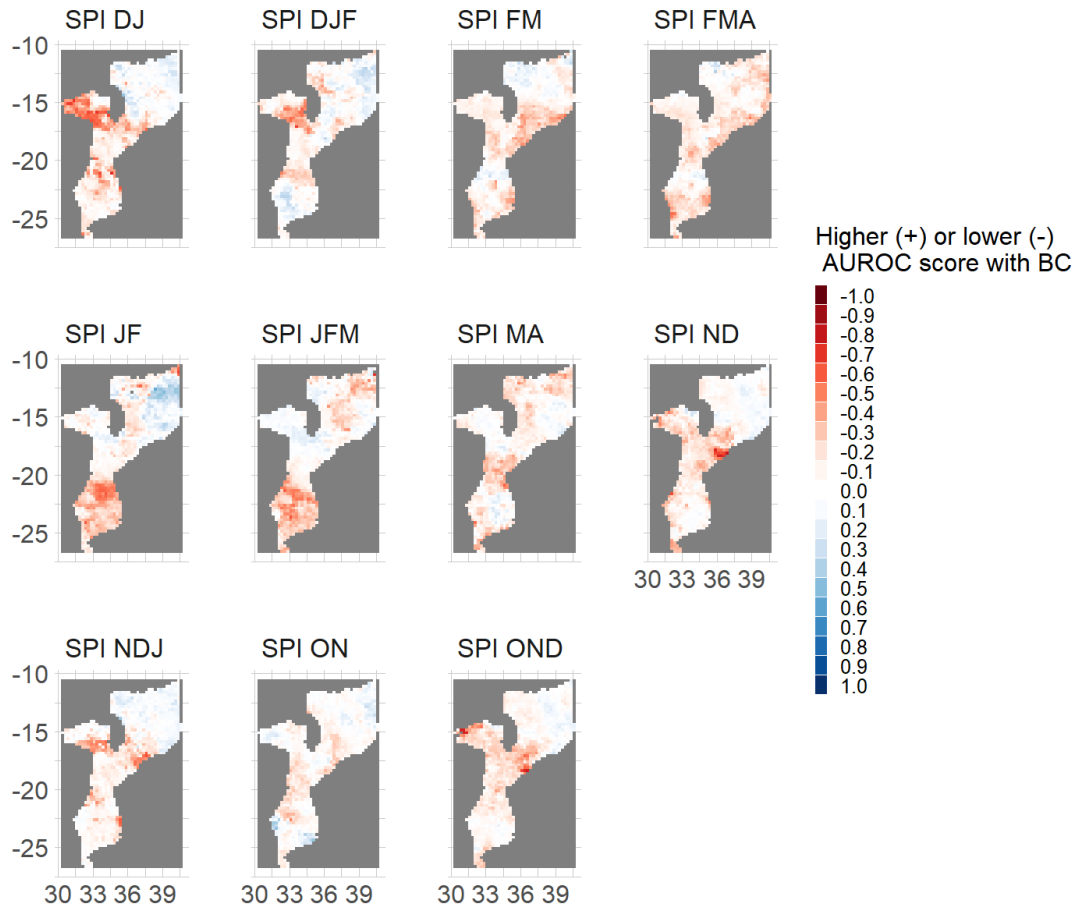 SPI DJ
SPI DJF
SPI FM
SPI FMA
-10
-15
-20
-25
Higher (+) or lower (-)
AUROC score with BC
-1.0
-0.9
-0.8
-0.7
-0.6
-0.5
-0.4
-0.3
-0.2
-0.1
0.0
0.1
0.2
0.3
0.4
0.5
0.6
0.7
0.8
0.9
1.0
SPI JF
SPI JFM
SPI MA
SPI ND
-10
-15
-20
-25
30 33 36 39
SPI NDJ
SPI ON
SPI OND
-10
-15
-20
-25
30 33 36 39
30 33 36 39
30 33 36 39